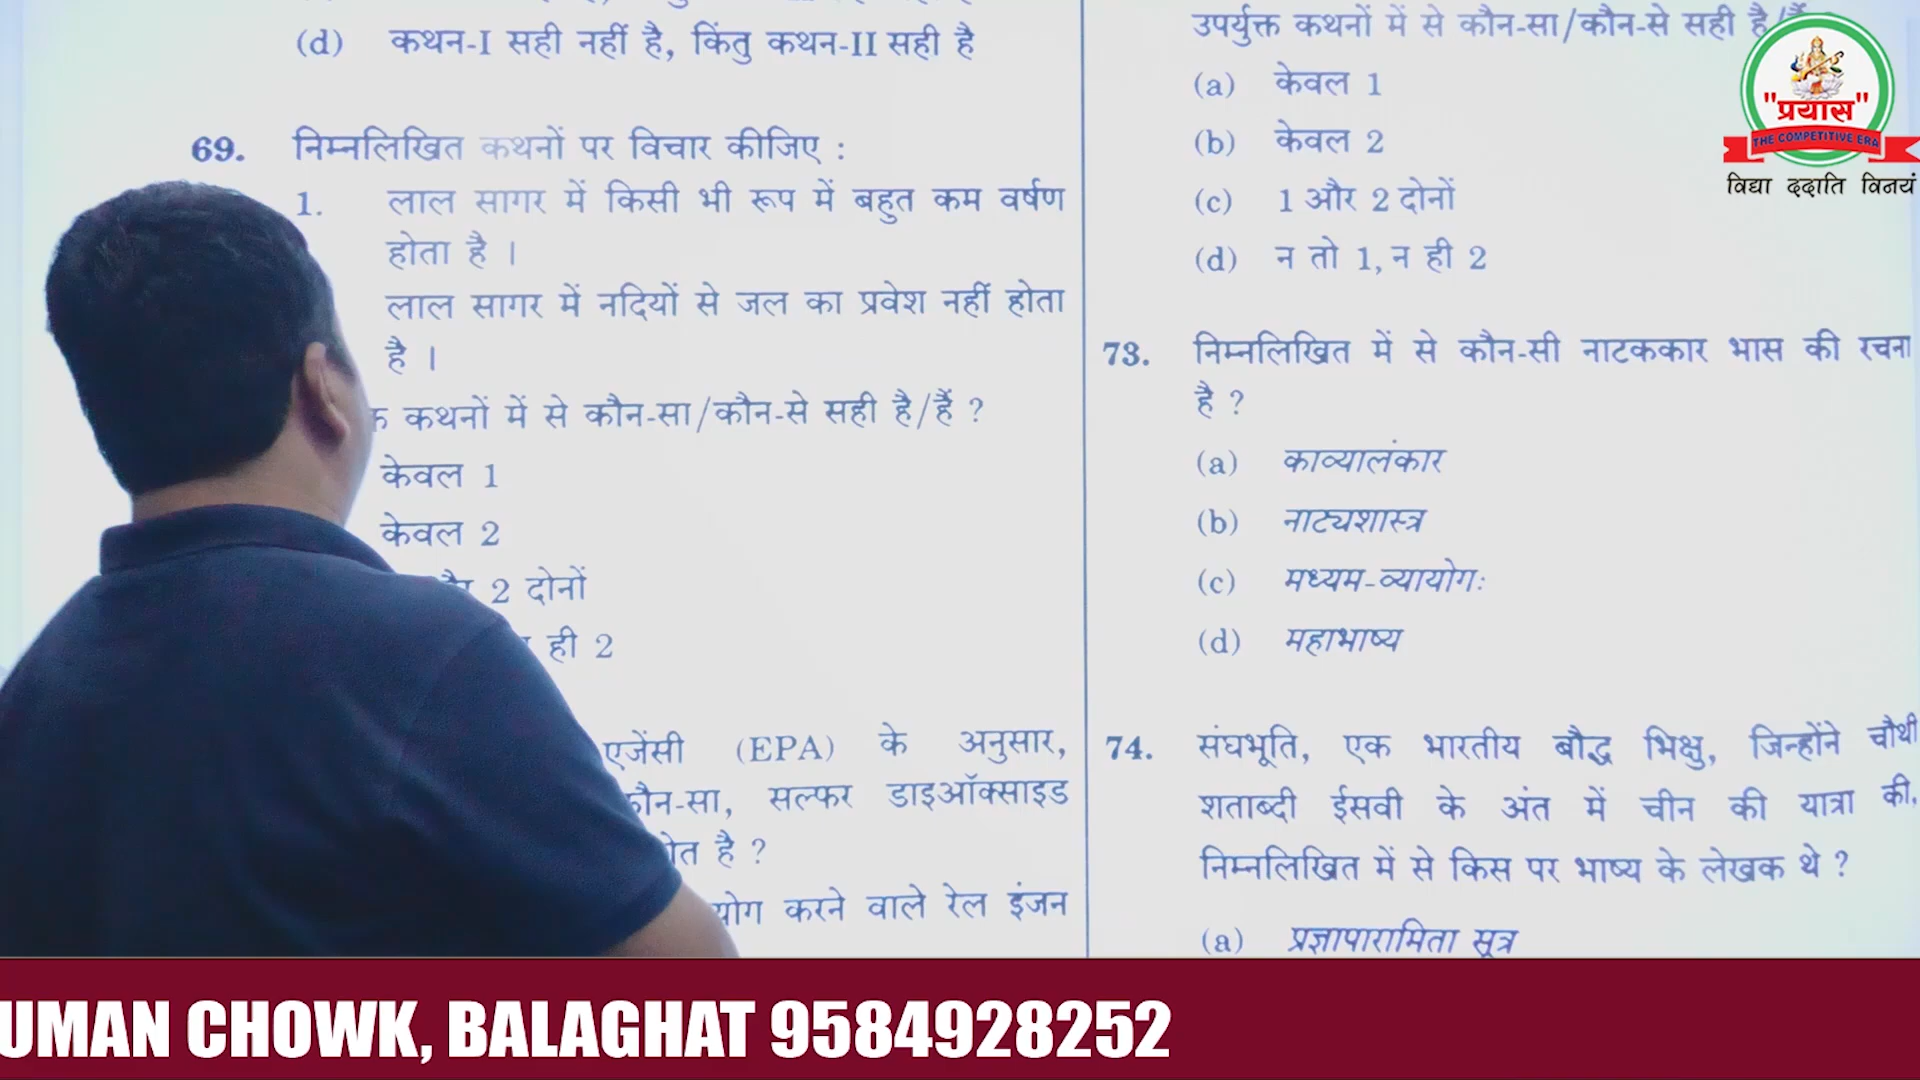 (d) कथन-I सही नहीं है, किंतु कथन-II सही है
69. निम्नलिखित कथनों पर विचार कीजिए :
1. लाल सागर में किसी भी रूप में बहुत कम वर्षण
होता है ।
लाल सागर में नदियों से जल का प्रवेश नहीं होता
है ।
कथनों में से कौन-सा/कौन-से सही है/हैं ?
केवल 1
केवल 2
2 दोनों
ही 2
एजेंसी (EPA) के अनुसार,
कौन-सा, सल्फर डाइऑक्साइड
है ?
करने वाले रेल इंजन
उपर्युक्त कथनों में से कौन-सा/कौन-से सही है/हैं
(a) केवल 1
(b) केवल 2
(c) 1 और 2 दोनों
(d) न तो 1, न ही 2
73. निम्नलिखित में से कौन-सी नाटककार भास की रचना
है ?
(a) काव्यालंकार
(b) नाट्यशास्त्र
(c) मध्यम-व्यायोगः
(d) महाभाष्य
74. संघभूति, एक भारतीय बौद्ध भिक्षु, जिन्होंने चौथी
शताब्दी ईसवी के अंत में चीन की यात्रा की,
निम्नलिखित में से किस पर भाष्य के लेखक थे ?
(a) प्रज्ञापारामिता सूत्र
"प्रयास"
THE COMPETITIVE ERA
विद्या ददाति विनयं
UMAN CHOWK, BALAGHAT 9584928252